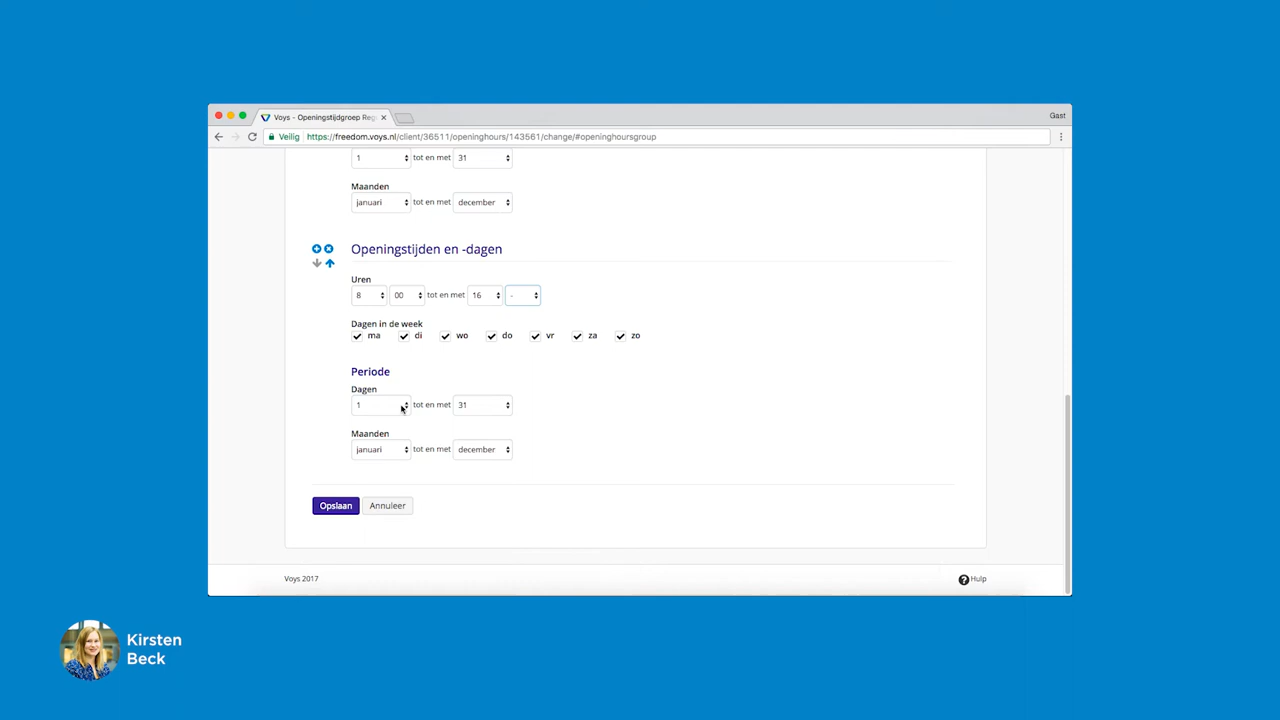 Voys - Openingstijdgroep Reg
Gast
Veilig https://freedom.voys.nl/client/36511/openinghours/143561/change/#openinghoursgroup
1 tot en met 31
Maanden
januari tot en met december
Openingstijden en -dagen
Uren
8 00 tot en met 16 -
Dagen in de week
ma di wo do vr za zo
Periode
Dagen
1 tot en met 31
Maanden
januari tot en met december
Opslaan Annuleer
Voys 2017
Hulp
Kirsten
Beck